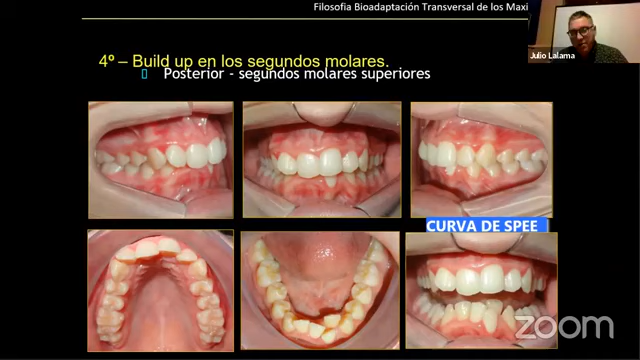 Filosofia Bioadaptación Transversal de los Maxi
Julio Lalama
4º – Build up en los segundos molares.
Posterior - segundos molares superiores
CURVA DE SPEE
zoom